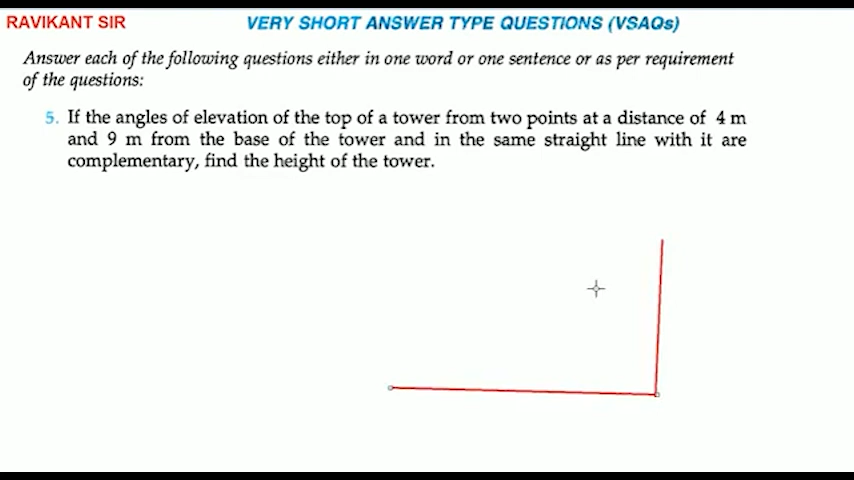 RAVIKANT SIR
VERY SHORT ANSWER TYPE QUESTIONS (VSAQs)
Answer each of the following questions either in one word or one sentence or as per requirement
of the questions:
5. If the angles of elevation of the top of a tower from two points at a distance of 4 m
and 9 m from the base of the tower and in the same straight line with it are
complementary, find the height of the tower.